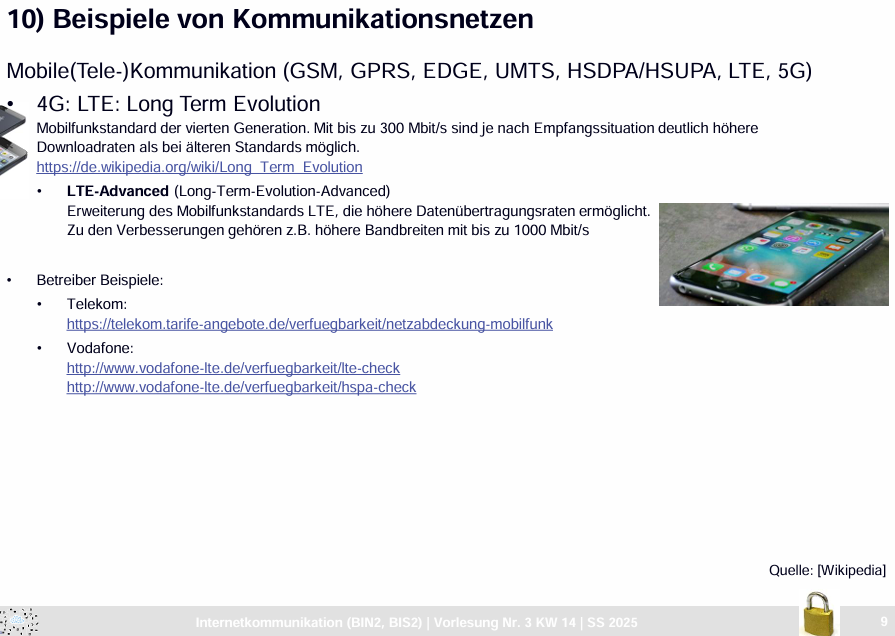 10) Beispiele von Kommunikationsnetzen
Mobile(Tele-)Kommunikation (GSM, GPRS, EDGE, UMTS, HSDPA/HSUPA, LTE, 5G)
• 4G: LTE: Long Term Evolution
Mobilfunkstandard der vierten Generation. Mit bis zu 300 Mbit/s sind je nach Empfangssituation deutlich höhere
Downloadraten als bei älteren Standards möglich.
https://de.wikipedia.org/wiki/Long_Term_Evolution
• LTE-Advanced (Long-Term-Evolution-Advanced)
Erweiterung des Mobilfunkstandards LTE, die höhere Datenübertragungsraten ermöglicht.
Zu den Verbesserungen gehören z.B. höhere Bandbreiten mit bis zu 1000 Mbit/s
• Betreiber Beispiele:
• Telekom:
https://telekom.tarife-angebote.de/verfuegbarkeit/netzabdeckung-mobilfunk
• Vodafone:
http://www.vodafone-lte.de/verfuegbarkeit/lte-check
http://www.vodafone-lte.de/verfuegbarkeit/hspa-check
Quelle: [Wikipedia]
Internetkommunikation (BIN2, BIS2) | Vorlesung Nr. 3 KW 14 | SS 2025
9